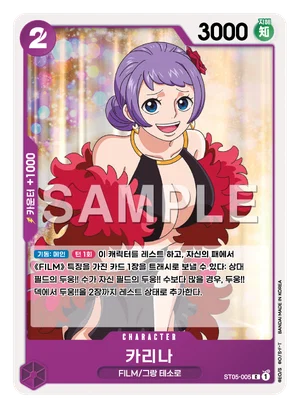 2
3000
지혜
知
카운터 +1000
SAMPLE
기동: 메인 턴 1회 이 캐릭터를 레스트 하고, 자신의 패에서
《FILM》 특징을 가진 카드 1장을 트래시로 보낼 수 있다: 상대
필드의 두웅!! 수가 자신 필드의 두웅!! 수보다 많을 경우, 두웅!!
덱에서 두웅!!을 2장까지 레스트 상태로 추가한다.
CHARACTER
카리나
FILM/그랑 테소로
ST05-005
BANDAI MADE IN KOREA